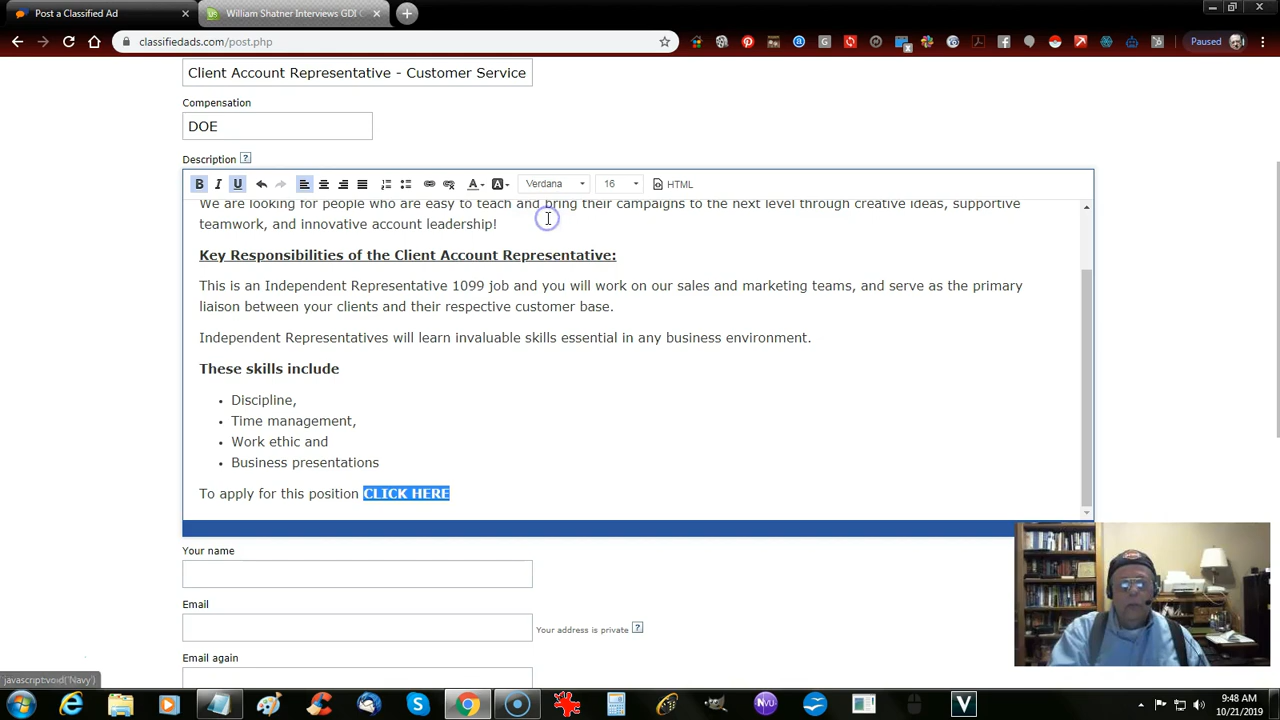 Post a Classified Ad
William Shatner Interviews GDI C
classifiedads.com/post.php
Paused
Client Account Representative - Customer Service
Compensation
DOE
Description ?
Verdana 16 HTML
We are looking for people who are easy to teach and bring their campaigns to the next level through creative ideas, supportive
teamwork, and innovative account leadership!
Key Responsibilities of the Client Account Representative:
This is an Independent Representative 1099 job and you will work on our sales and marketing teams, and serve as the primary
liaison between your clients and their respective customer base.
Independent Representatives will learn invaluable skills essential in any business environment.
These skills include
• Discipline,
• Time management,
• Work ethic and
• Business presentations
To apply for this position CLICK HERE
Your name
Email
Your address is private ?
Email again
javascript:void('Navy')
9:48 AM
10/21/2019